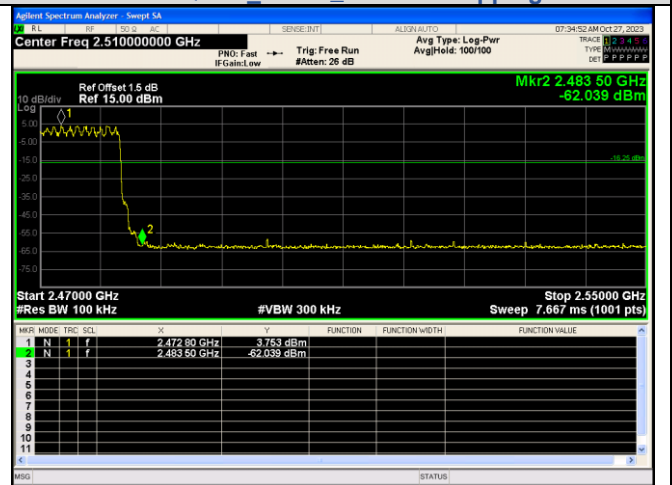 Agilent Spectrum Analyzer - Swept SA
RL RF 50 Ω AC SENSE:INT ALIGN AUTO 07:34:52 AM Oct 27, 2023
Center Freq 2.510000000 GHz
PNO: Fast
IFGain:Low
Trig: Free Run
#Atten: 26 dB
Avg Type: Log-Pwr
Avg|Hold: 100/100
TRACE 1 2 3 4 5 6
TYPE M
DET P P P P P P
Mkr2 2.483 50 GHz
-62.039 dBm
Ref Offset 1.5 dB
10 dB/div Ref 15.00 dBm
Log
5.00
-5.00
-15.0
-25.0
-35.0
-45.0
-55.0
-65.0
-75.0
1
2
-16.25 dBm
Start 2.47000 GHz Stop 2.55000 GHz
#Res BW 100 kHz #VBW 300 kHz Sweep 7.667 ms (1001 pts)
MKR MODE TRC SCL X Y FUNCTION FUNCTION WIDTH FUNCTION VALUE
1 N 1 f 2.472 80 GHz 3.753 dBm
2 N 1 f 2.483 50 GHz -62.039 dBm
3
4
5
6
7
8
9
10
11
MSG STATUS